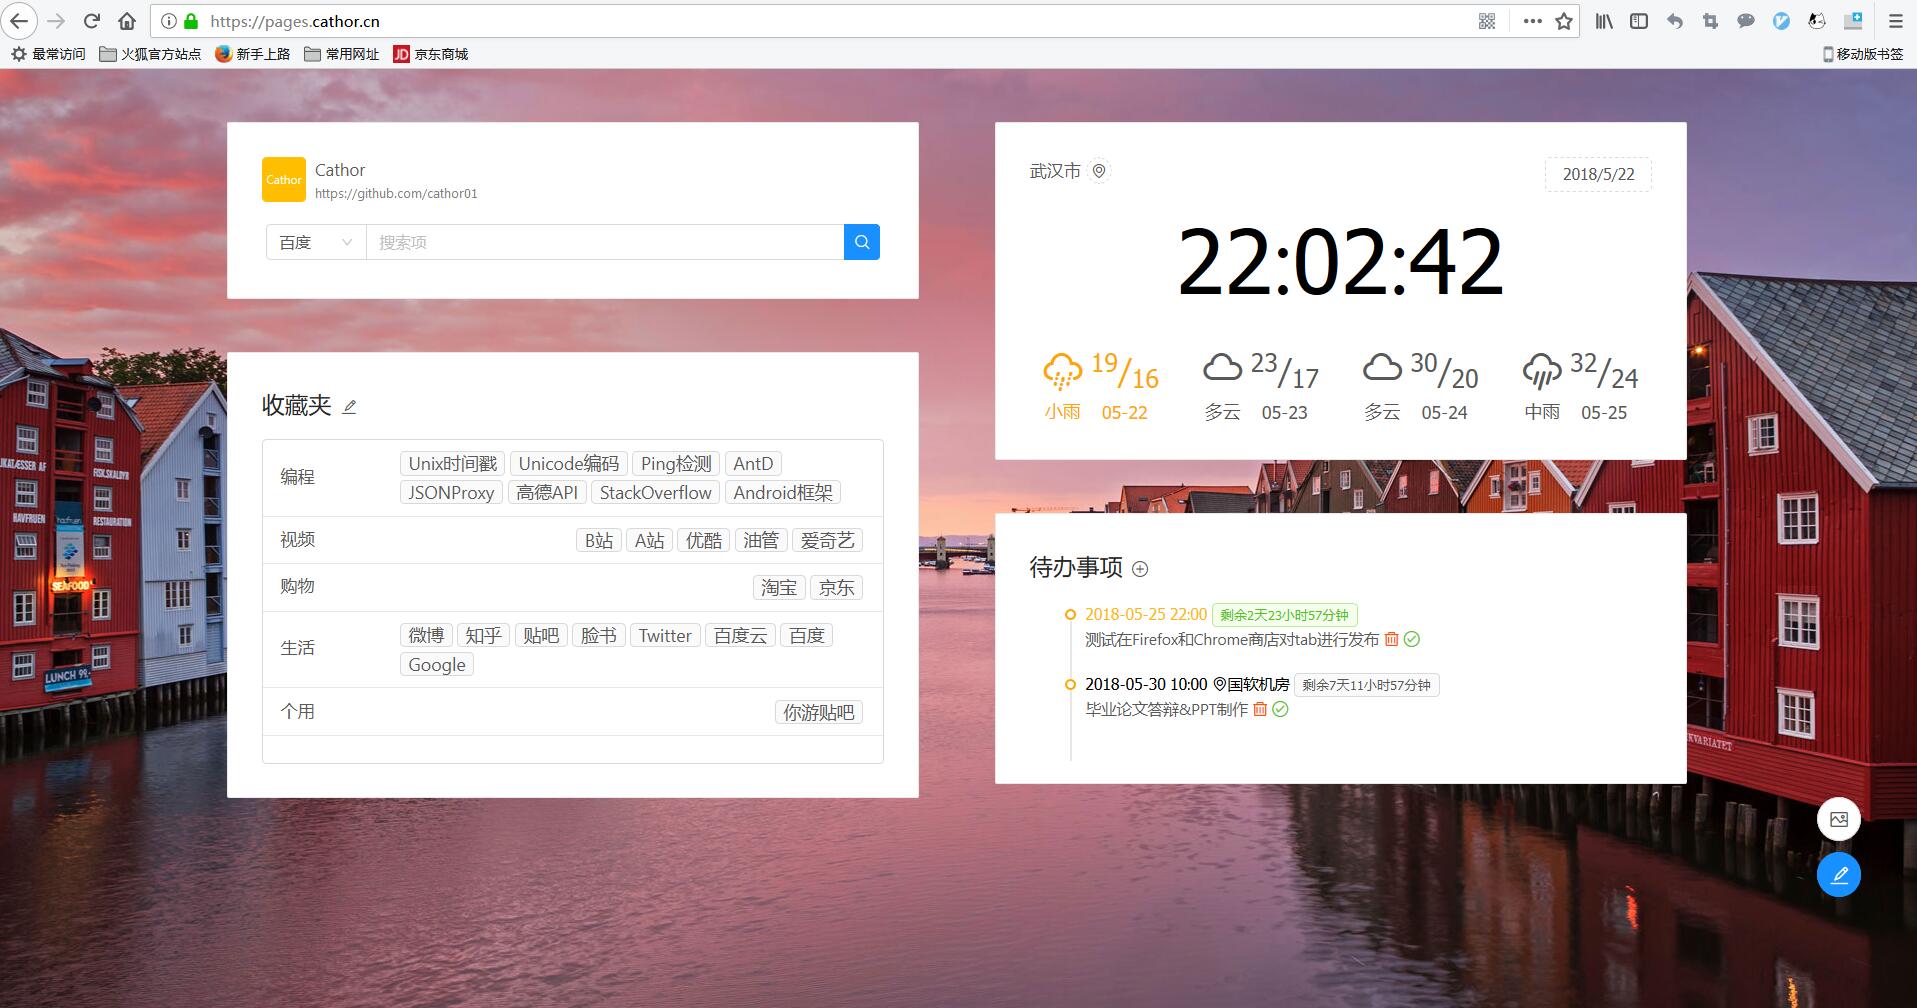 https://pages.cathor.cn
最常访问 火狐官方站点 新手上路 常用网址 JD 京东商城 移动版书签
Cathor
Cathor
https://github.com/cathor01
百度 搜索项
收藏夹
编程
Unix时间戳 Unicode编码 Ping检测 AntD
JSONProxy 高德API StackOverflow Android框架
视频 B站 A站 优酷 油管 爱奇艺
购物 淘宝 京东
生活
微博 知乎 贴吧 脸书 Twitter 百度云 百度
Google
个用 你游贴吧
武汉市 2018/5/22
22:02:42
19/16 23/17 30/20 32/24
小雨 05-22 多云 05-23 多云 05-24 中雨 05-25
待办事项
2018-05-25 22:00 剩余2天23小时57分钟
测试在Firefox和Chrome商店对tab进行发布
2018-05-30 10:00 国软机房 剩余7天11小时57分钟
毕业论文答辩&PPT制作
FISK.SKALDYR
HAVFRUEN
RESTAURATION
havfruen
SEAFOOD
LUNCH 99,-